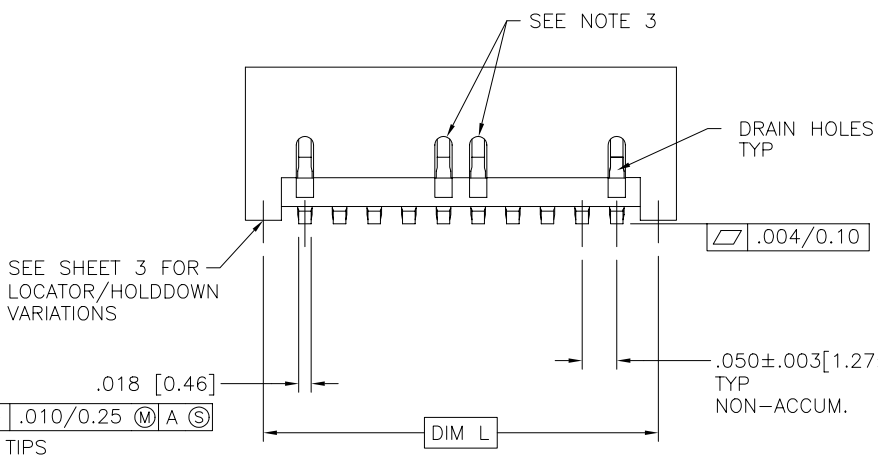 SEE NOTE 3
DRAIN HOLES
TYP
⏥ .004/0.10
SEE SHEET 3 FOR
LOCATOR/HOLDDOWN
VARIATIONS
.050±.003[1.27
TYP
NON-ACCUM.
.018 [0.46]
.010/0.25 Ⓜ A Ⓢ
TIPS
DIM L